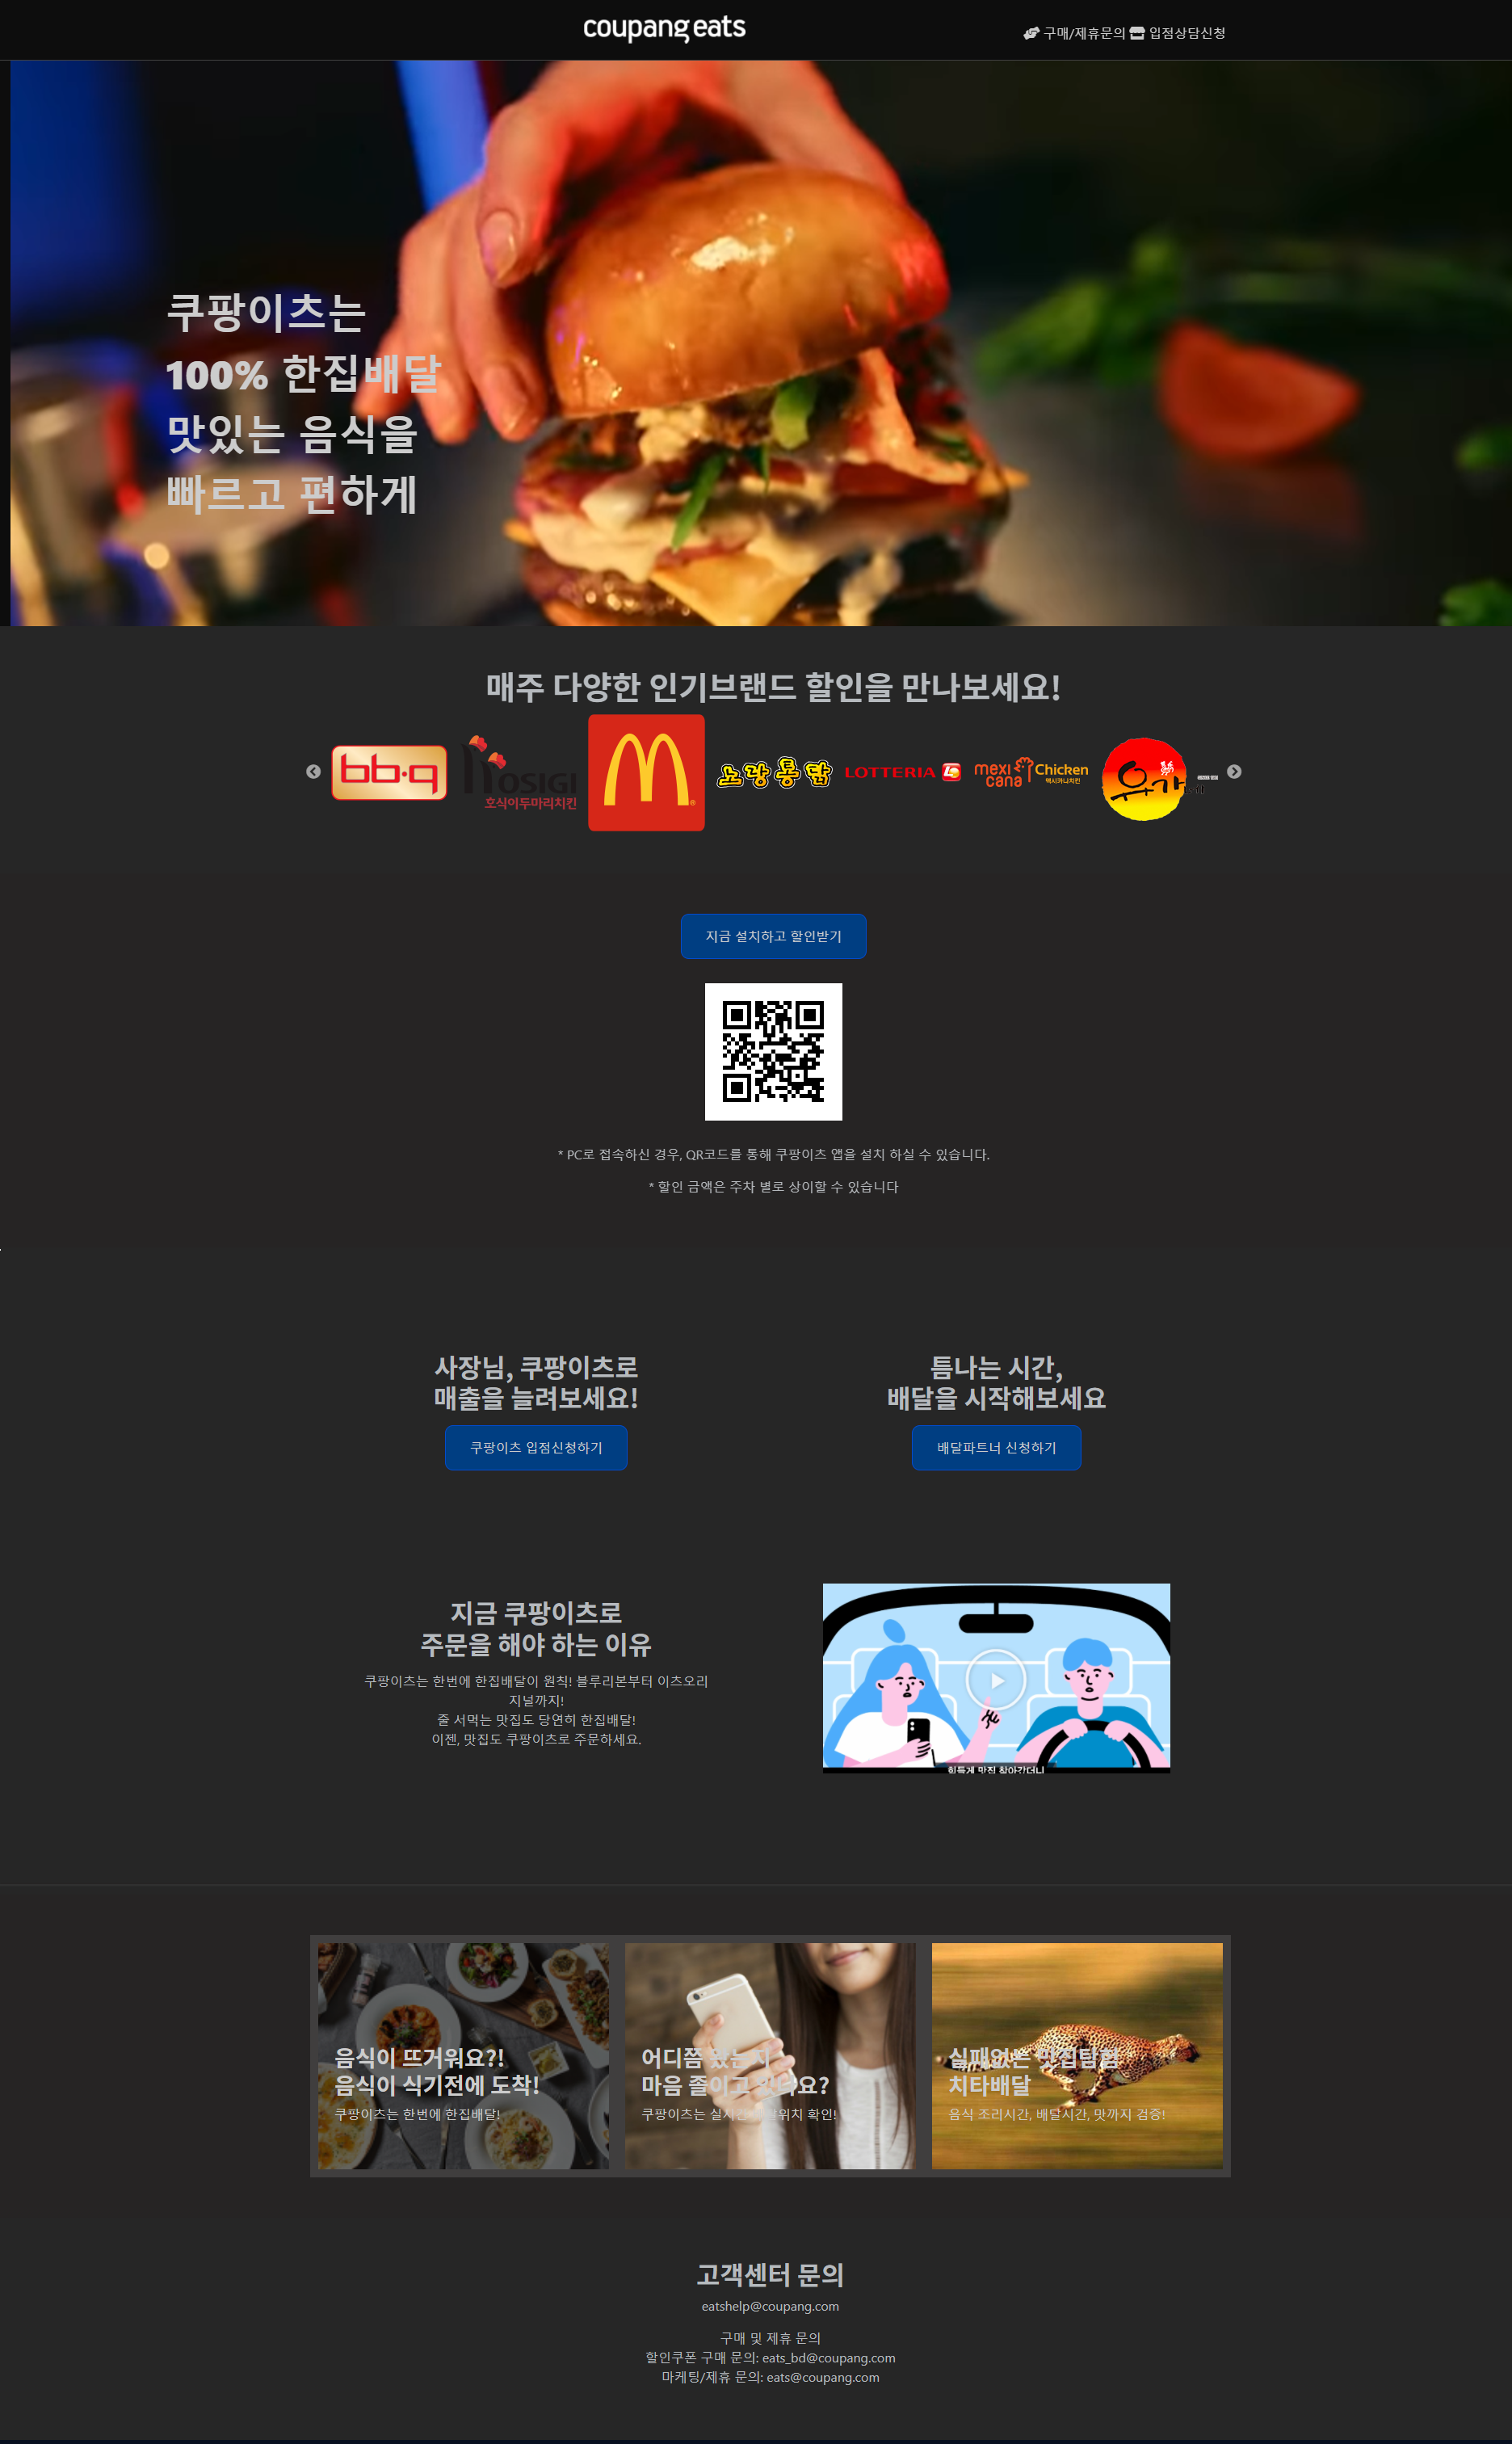 coupang eats
구매/제휴문의 입점상담신청
쿠팡이츠는
100% 한집배달
맛있는 음식을
빠르고 편하게
매주 다양한 인기브랜드 할인을 만나보세요!
bb.q
HOSIGI
호식이두마리치킨
노랑통닭
LOTTERIA
mexi
cana
Chicken
멕시카나치킨
유가네
지금 설치하고 할인받기
* PC로 접속하신 경우, QR코드를 통해 쿠팡이츠 앱을 설치 하실 수 있습니다.
* 할인 금액은 주차 별로 상이할 수 있습니다
사장님, 쿠팡이츠로
매출을 늘려보세요!
쿠팡이츠 입점신청하기
틈나는 시간,
배달을 시작해보세요
배달파트너 신청하기
지금 쿠팡이츠로
주문을 해야 하는 이유
쿠팡이츠는 한번에 한집배달이 원칙! 블루리본부터 이츠오리
지널까지!
줄 서먹는 맛집도 당연히 한집배달!
이젠, 맛집도 쿠팡이츠로 주문하세요.
힘들게 맛집 찾아갔더니
음식이 뜨거워요?!
음식이 식기전에 도착!
쿠팡이츠는 한번에 한집배달!
어디쯤 왔는지
마음 졸이고 있나요?
쿠팡이츠는 실시간 배달위치 확인!
실패없는 맛집탐험
치타배달
음식 조리시간, 배달시간, 맛까지 검증!
고객센터 문의
eatshelp@coupang.com
구매 및 제휴 문의
할인쿠폰 구매 문의: eats_bd@coupang.com
마케팅/제휴 문의: eats@coupang.com